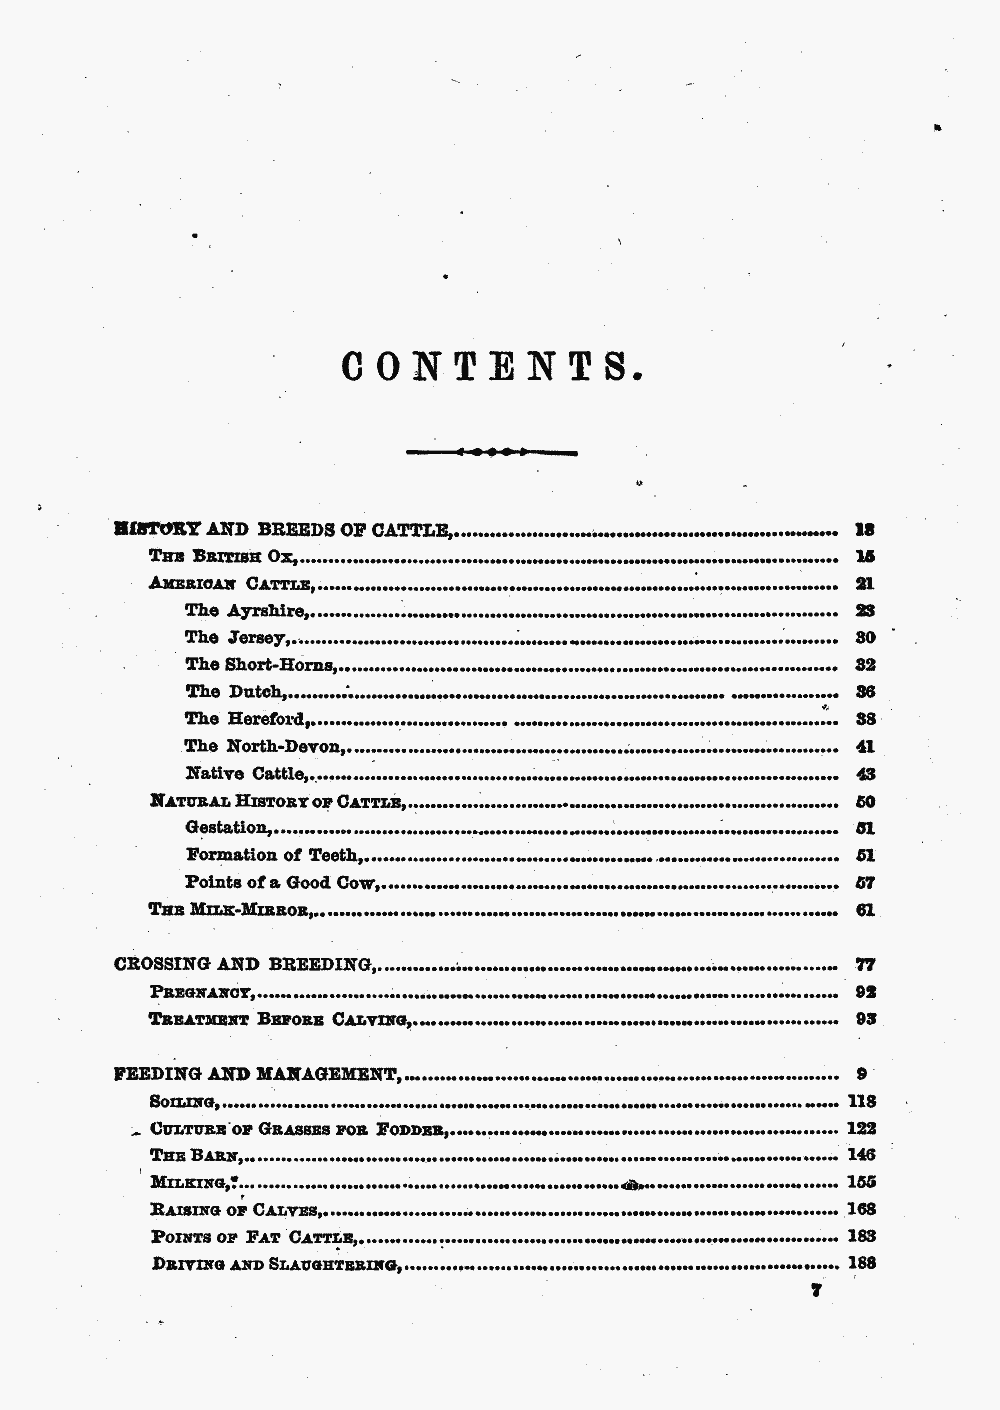 CONTENTS.
HISTORY AND BREEDS OF CATTLE,........ 13
THE BRITISH OX,........ 15
AMERICAN CATTLE,........ 21
The Ayrshire,........ 23
The Jersey,........ 30
The Short-Horns,........ 32
The Dutch,........ 36
The Hereford,........ 38
The North-Devon,........ 41
Native Cattle,........ 43
NATURAL HISTORY OF CATTLE,........ 50
Gestation,........ 51
Formation of Teeth,........ 51
Points of a Good Cow,........ 57
THE MILK-MIRROR,........ 61
CROSSING AND BREEDING,........ 77
PREGNANCY,........ 92
TREATMENT BEFORE CALVING,........ 93
FEEDING AND MANAGEMENT,........ 9
SOILING,........ 118
CULTURE OF GRASSES FOR FODDER,........ 122
THE BARN,........ 146
MILKING,........ 155
RAISING OF CALVES,........ 168
POINTS OF FAT CATTLE,........ 183
DRIVING AND SLAUGHTERING,........ 188
7